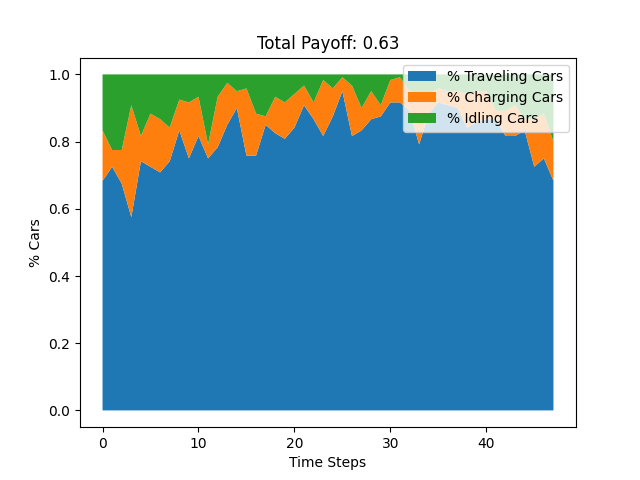 Total Payoff: 0.63
% Traveling Cars
% Charging Cars
% Idling Cars
% Cars
1.0
0.8
0.6
0.4
0.2
0.0
0 10 20 30 40
Time Steps